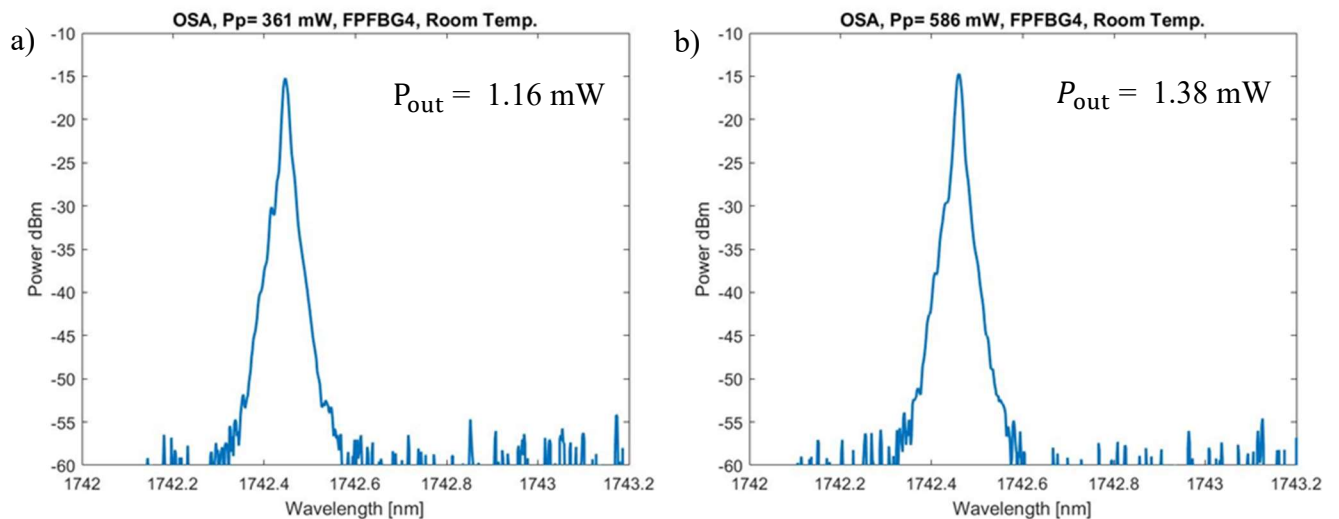 a)
OSA, Pp= 361 mW, FPFBG4, Room Temp.
P_out = 1.16 mW
Power dBm
-10
-15
-20
-25
-30
-35
-40
-45
-50
-55
-60
1742 1742.2 1742.4 1742.6 1742.8 1743 1743.2
Wavelength [nm]
b)
OSA, Pp= 586 mW, FPFBG4, Room Temp.
P_out = 1.38 mW
Power dBm
-10
-15
-20
-25
-30
-35
-40
-45
-50
-55
-60
1742 1742.2 1742.4 1742.6 1742.8 1743 1743.2
Wavelength [nm]